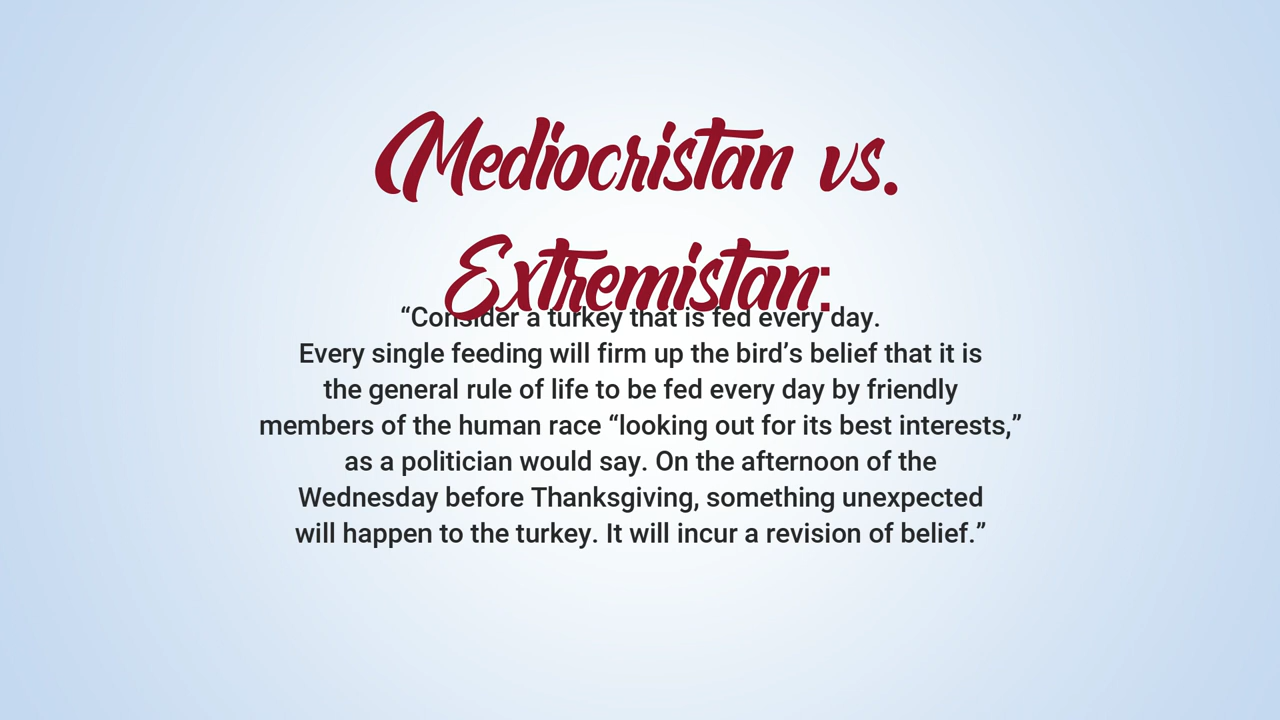 Mediocristan vs.
Extremistan:
“Consider a turkey that is fed every day.
Every single feeding will firm up the bird’s belief that it is
the general rule of life to be fed every day by friendly
members of the human race “looking out for its best interests,”
as a politician would say. On the afternoon of the
Wednesday before Thanksgiving, something unexpected
will happen to the turkey. It will incur a revision of belief.”